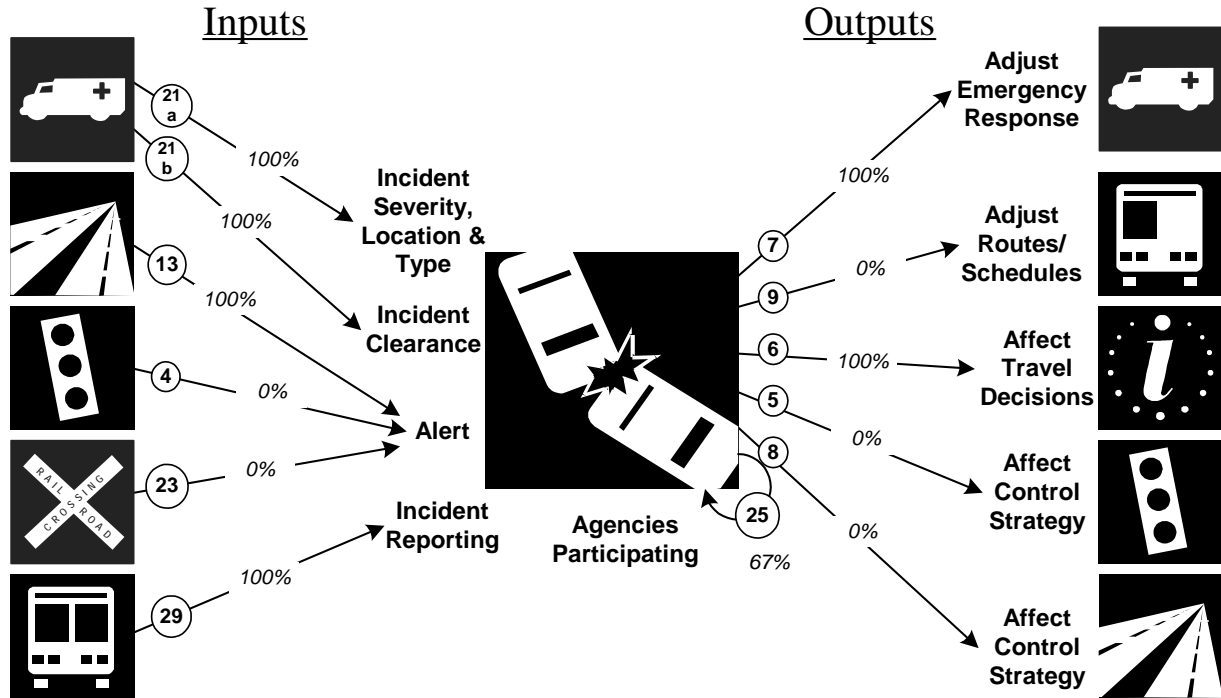 Inputs
Outputs
21
a
21
b
13
4
23
29
100%
100%
100%
0%
0%
100%
Incident
Severity,
Location &
Type
Incident
Clearance
Alert
Incident
Reporting
RAIL
ROAD
CROSSING
Agencies
Participating
25
67%
7
9
6
5
8
100%
0%
100%
0%
0%
Adjust
Emergency
Response
Adjust
Routes/
Schedules
i
Affect
Travel
Decisions
Affect
Control
Strategy
Affect
Control
Strategy